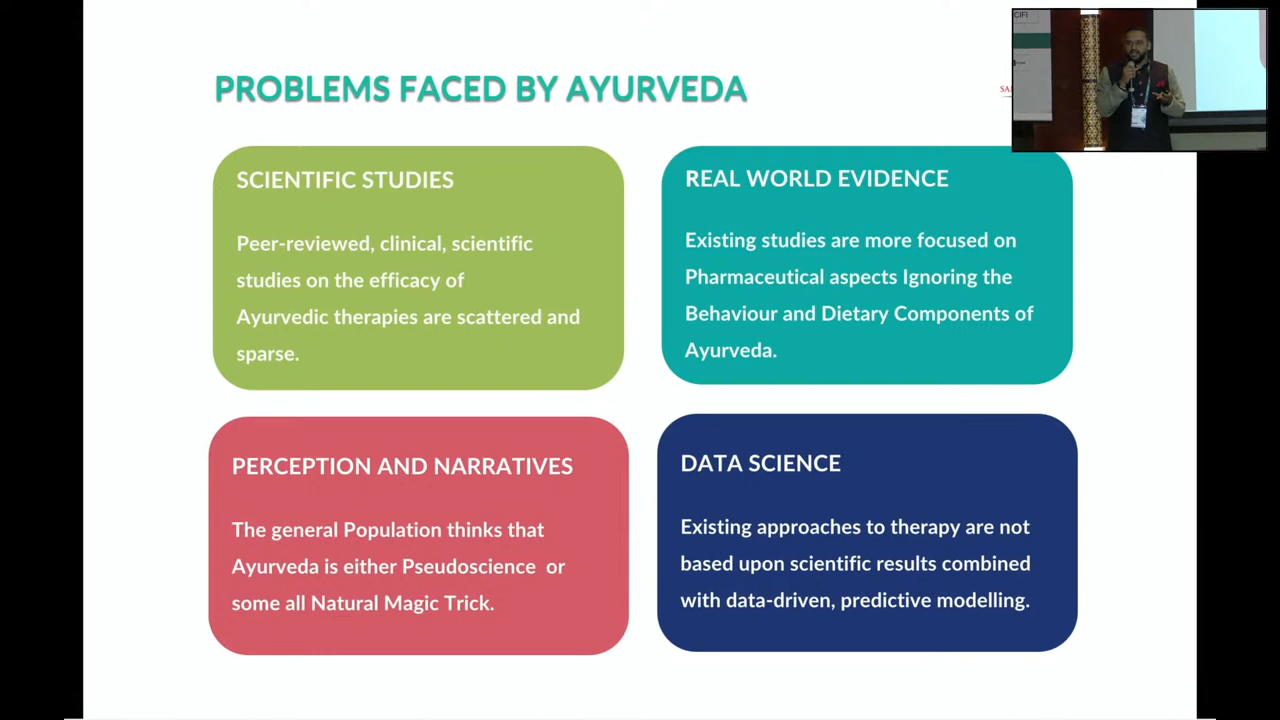 PROBLEMS FACED BY AYURVEDA
SCIENTIFIC STUDIES
Peer-reviewed, clinical, scientific
studies on the efficacy of
Ayurvedic therapies are scattered and
sparse.
REAL WORLD EVIDENCE
Existing studies are more focused on
Pharmaceutical aspects Ignoring the
Behaviour and Dietary Components of
Ayurveda.
PERCEPTION AND NARRATIVES
The general Population thinks that
Ayurveda is either Pseudoscience or
some all Natural Magic Trick.
DATA SCIENCE
Existing approaches to therapy are not
based upon scientific results combined
with data-driven, predictive modelling.